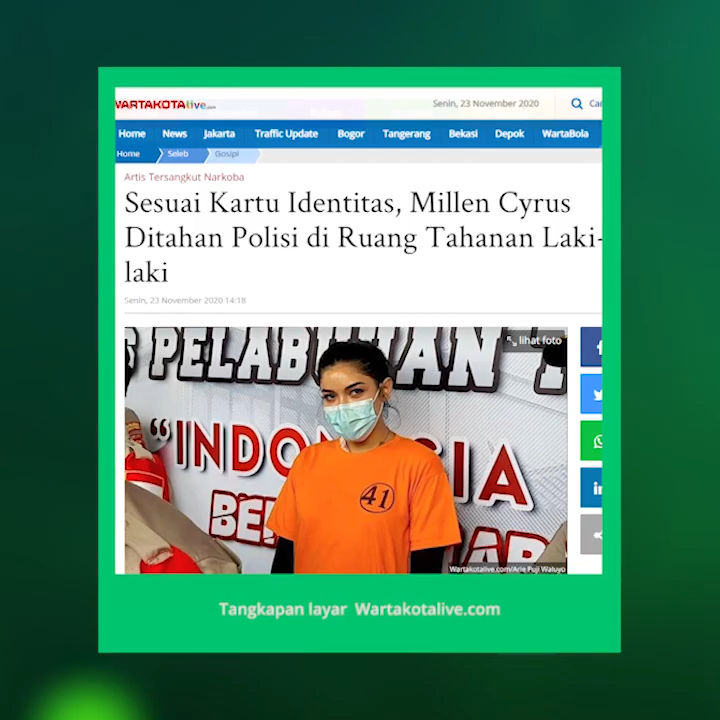 WARTAKOTAlive.com
Senin, 23 November 2020
Home News Jakarta Traffic Update Bogor Tangerang Bekasi Depok WartaBola
Home Seleb Gosipi
Artis Tersangkut Narkoba
Sesuai Kartu Identitas, Millen Cyrus
Ditahan Polisi di Ruang Tahanan Laki-
laki
Senin, 23 November 2020 14:18
lihat foto
PELABUHAN
"INDONESIA
41
Wartakotalive.com/Arie Puji Waluyo
Tangkapan layar Wartakotalive.com